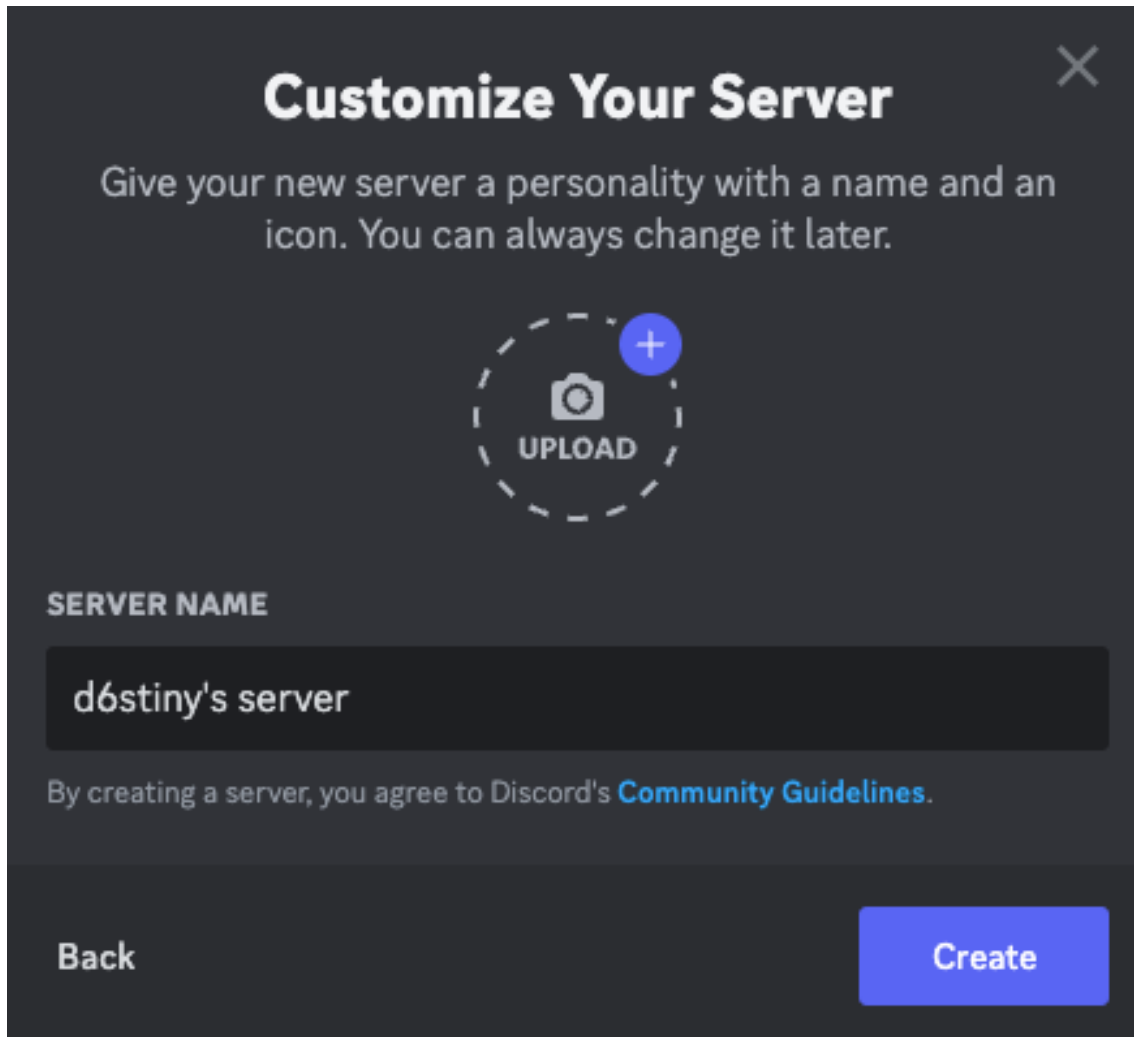 Customize Your Server
Give your new server a personality with a name and an
icon. You can always change it later.
UPLOAD
SERVER NAME
d6stiny's server
By creating a server, you agree to Discord's Community Guidelines.
Back
Create